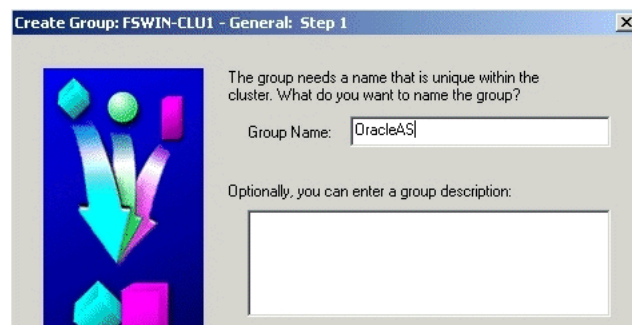 Create Group: FSWIN-CLU1 - General: Step 1
The group needs a name that is unique within the
cluster. What do you want to name the group?
Group Name: OracleAS
Optionally, you can enter a group description: